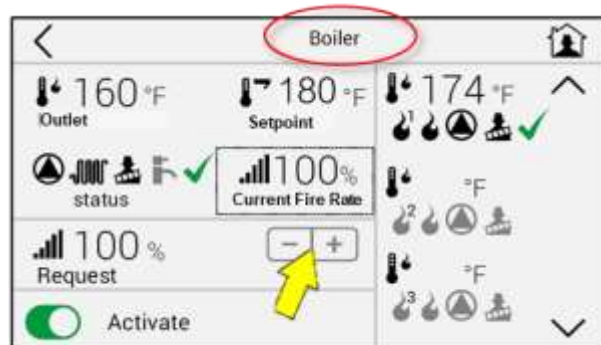 Boiler
160 °F
Outlet
180 °F
Setpoint
174 °F
1
status
100%
Current Fire Rate
°F
2
100 %
Request
- +
°F
3
Activate